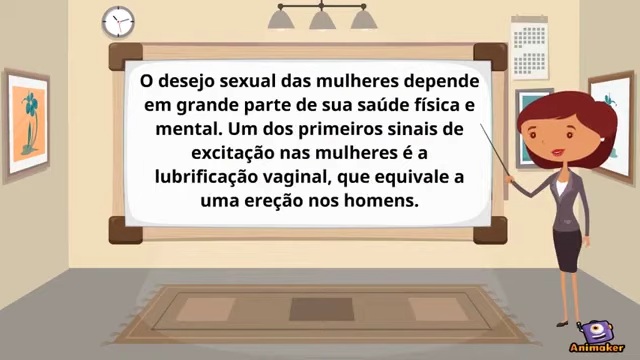 O desejo sexual das mulheres depende
em grande parte de sua saúde física e
mental. Um dos primeiros sinais de
excitação nas mulheres é a
lubrificação vaginal, que equivale a
uma ereção nos homens.
Animaker